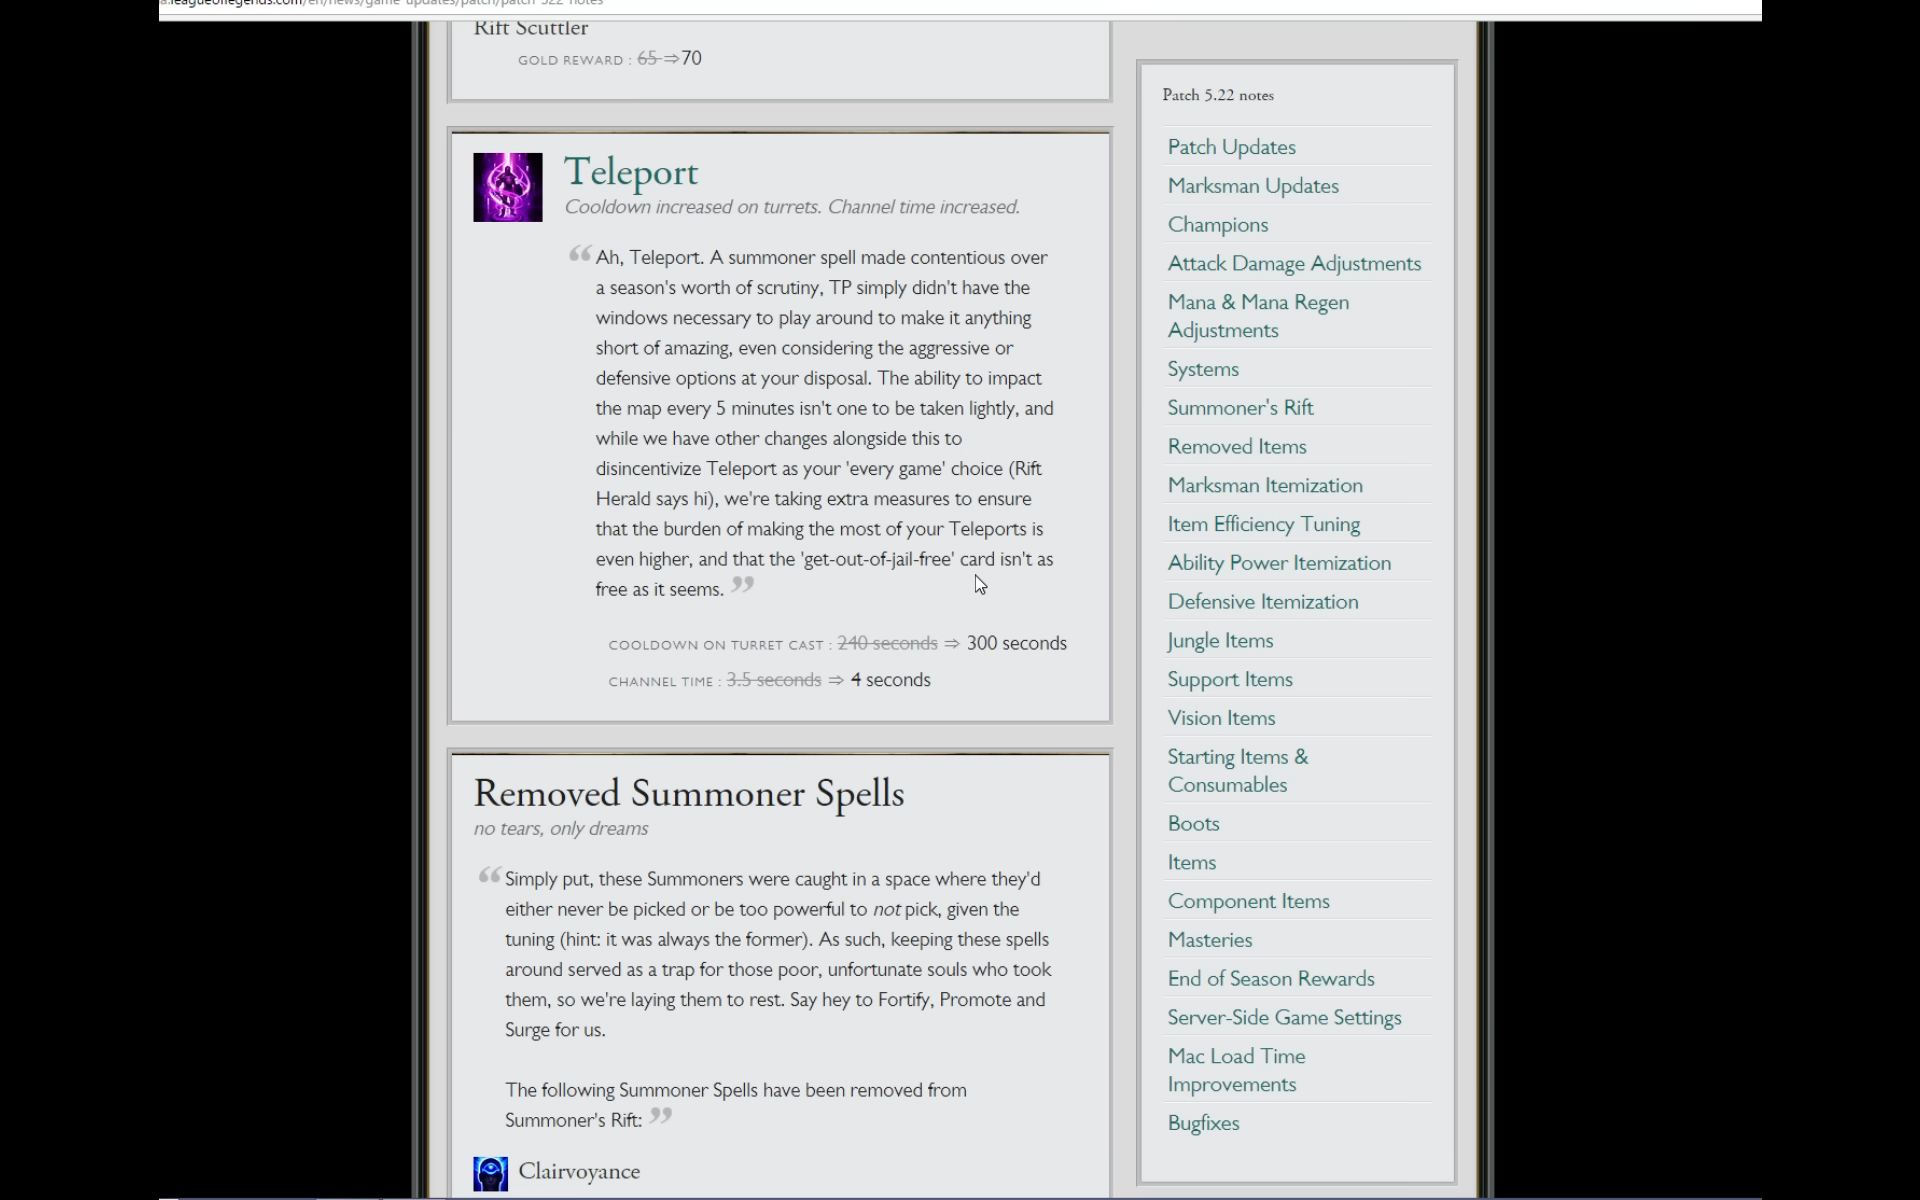 a.leagueoflegends.com/en/news/game-updates/patch/patch-522-notes
Rift Scuttler
GOLD REWARD : 65 ⇒ 70
Teleport
Cooldown increased on turrets. Channel time increased.
“ Ah, Teleport. A summoner spell made contentious over
a season's worth of scrutiny, TP simply didn't have the
windows necessary to play around to make it anything
short of amazing, even considering the aggressive or
defensive options at your disposal. The ability to impact
the map every 5 minutes isn't one to be taken lightly, and
while we have other changes alongside this to
disincentivize Teleport as your 'every game' choice (Rift
Herald says hi), we're taking extra measures to ensure
that the burden of making the most of your Teleports is
even higher, and that the 'get-out-of-jail-free' card isn't as
free as it seems. ”
COOLDOWN ON TURRET CAST : 240 seconds ⇒ 300 seconds
CHANNEL TIME : 3.5 seconds ⇒ 4 seconds
Removed Summoner Spells
no tears, only dreams
“ Simply put, these Summoners were caught in a space where they'd
either never be picked or be too powerful to not pick, given the
tuning (hint: it was always the former). As such, keeping these spells
around served as a trap for those poor, unfortunate souls who took
them, so we're laying them to rest. Say hey to Fortify, Promote and
Surge for us.
The following Summoner Spells have been removed from
Summoner's Rift: ”
Clairvoyance
Patch 5.22 notes
Patch Updates
Marksman Updates
Champions
Attack Damage Adjustments
Mana & Mana Regen
Adjustments
Systems
Summoner's Rift
Removed Items
Marksman Itemization
Item Efficiency Tuning
Ability Power Itemization
Defensive Itemization
Jungle Items
Support Items
Vision Items
Starting Items &
Consumables
Boots
Items
Component Items
Masteries
End of Season Rewards
Server-Side Game Settings
Mac Load Time
Improvements
Bugfixes